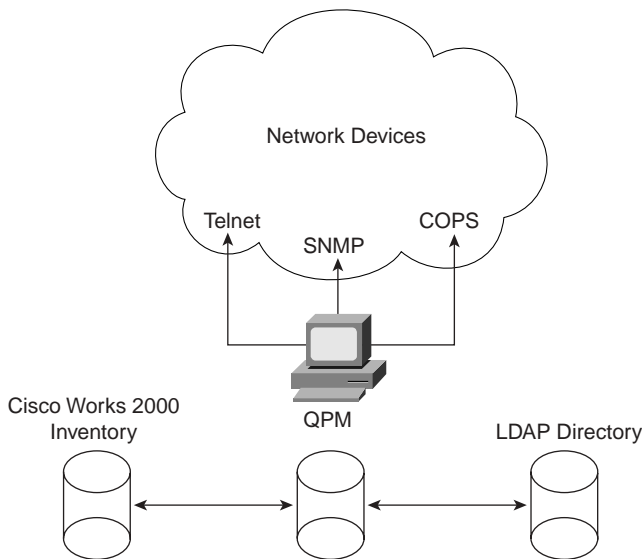 Network Devices
Telnet
SNMP
COPS
Cisco Works 2000
Inventory
QPM
LDAP Directory